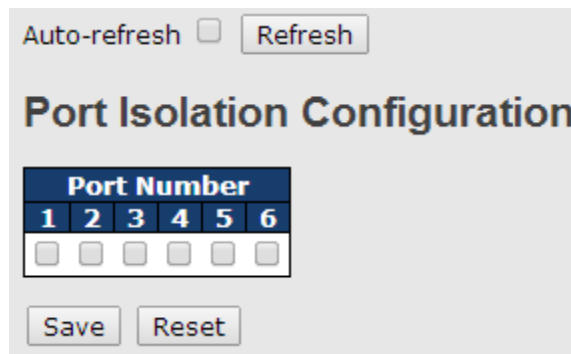 Auto-refresh Refresh
Port Isolation Configuration
Port Number
1 2 3 4 5 6
Save Reset